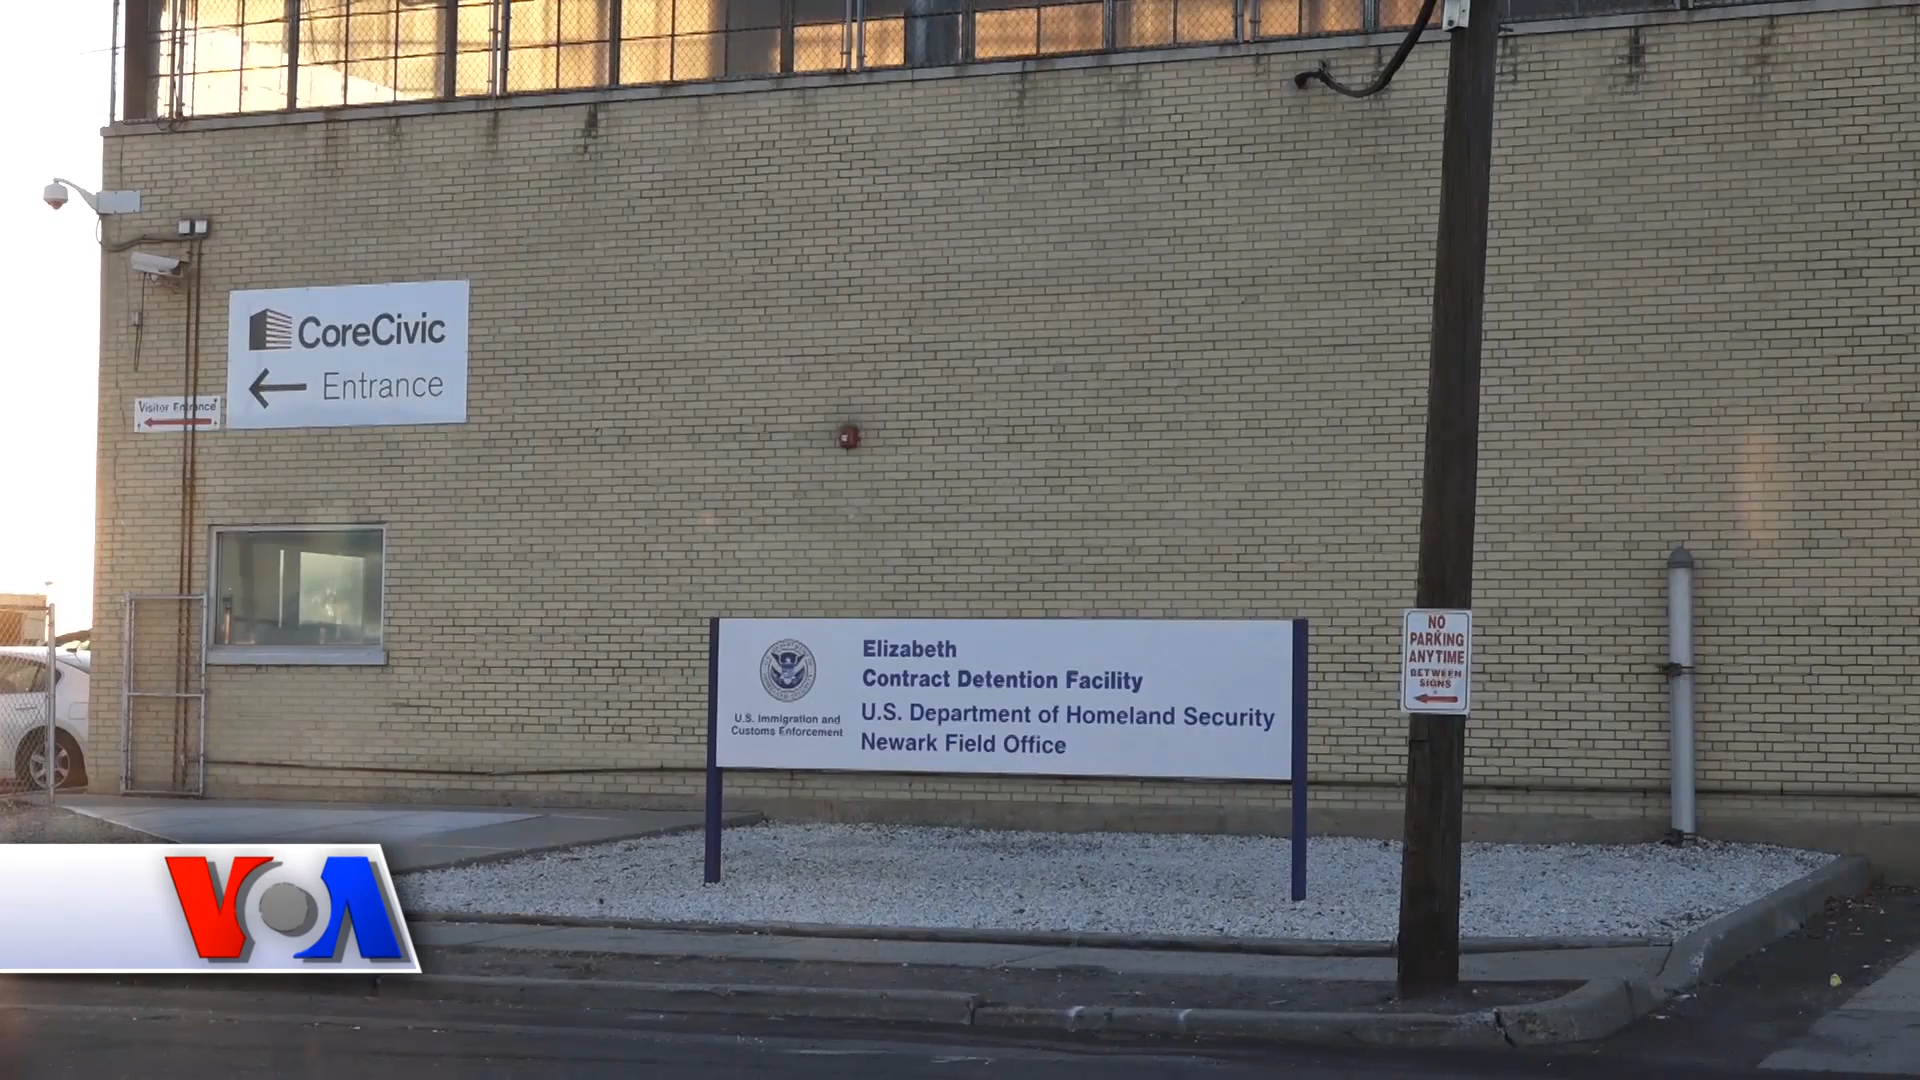 CoreCivic
Entrance
Visitor Entrance
Elizabeth
Contract Detention Facility
U.S. Department of Homeland Security
Newark Field Office
U.S. Immigration and
Customs Enforcement
NO
PARKING
ANYTIME
BETWEEN
SIGNS
VOA